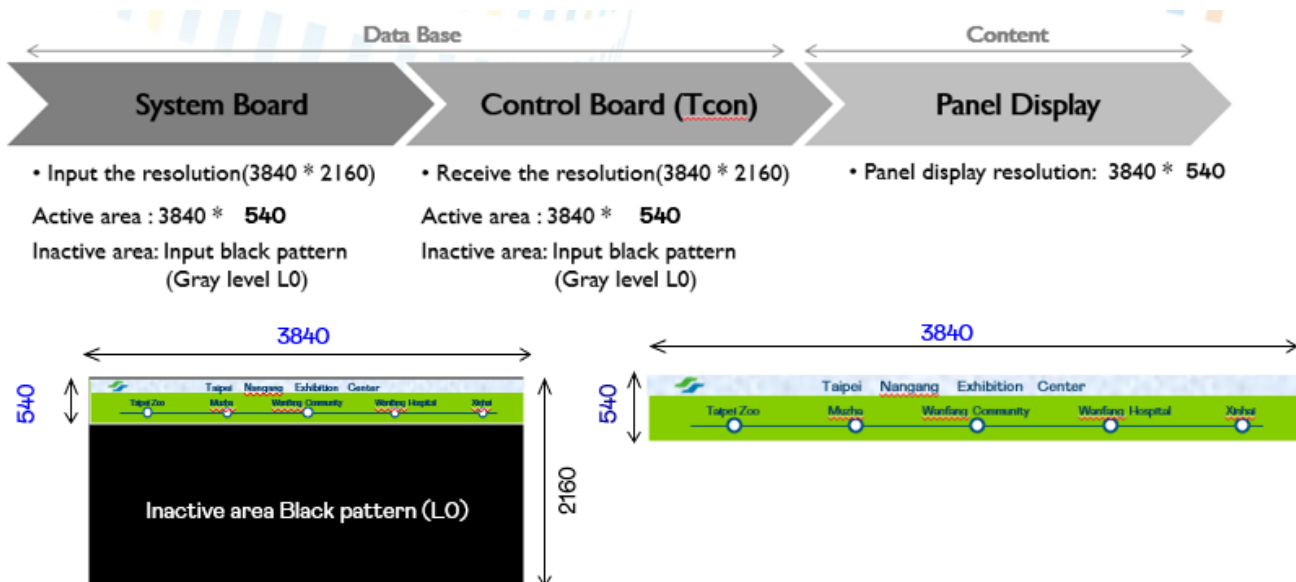 Data Base
Content
System Board
Control Board (Tcon)
Panel Display
• Input the resolution(3840 * 2160)
Active area : 3840 * 540
Inactive area: Input black pattern
(Gray level L0)
• Receive the resolution(3840 * 2160)
Active area : 3840 * 540
Inactive area: Input black pattern
(Gray level L0)
• Panel display resolution: 3840 * 540
3840
540
Taipei Nangang Exhibition Center
Taipei Zoo Muzha Wanfang Community Wanfang Hospital Xinhai
Inactive area Black pattern (L0)
2160
3840
540
Taipei Nangang Exhibition Center
Taipei Zoo Muzha Wanfang Community Wanfang Hospital Xinhai